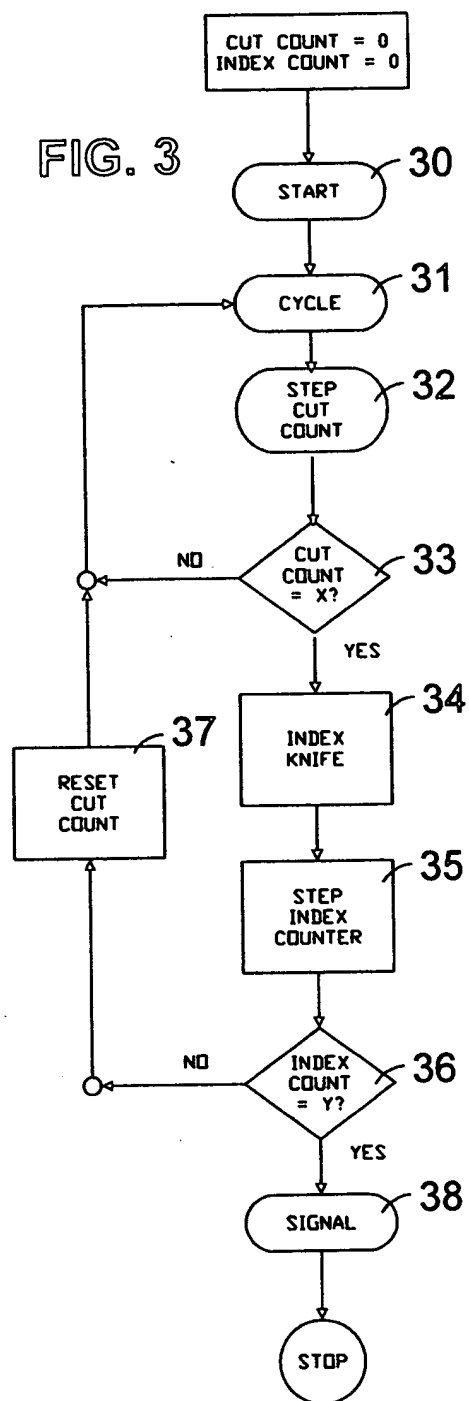 CUT COUNT = 0
INDEX COUNT = 0
FIG. 3
30
START
31
CYCLE
32
STEP
CUT
COUNT
33
CUT
COUNT
= X?
NO
YES
34
INDEX
KNIFE
37
RESET
CUT
COUNT
35
STEP
INDEX
COUNTER
36
INDEX
COUNT
= Y?
NO
YES
38
SIGNAL
STOP